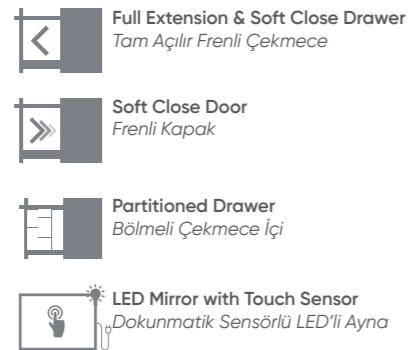 Full Extension & Soft Close Drawer
Tam Açılır Frenli Çekmece
Soft Close Door
Frenli Kapak
Partitioned Drawer
Bölmeli Çekmece İçi
LED Mirror with Touch Sensor
Dokunmatik Sensörlü LED’li Ayna